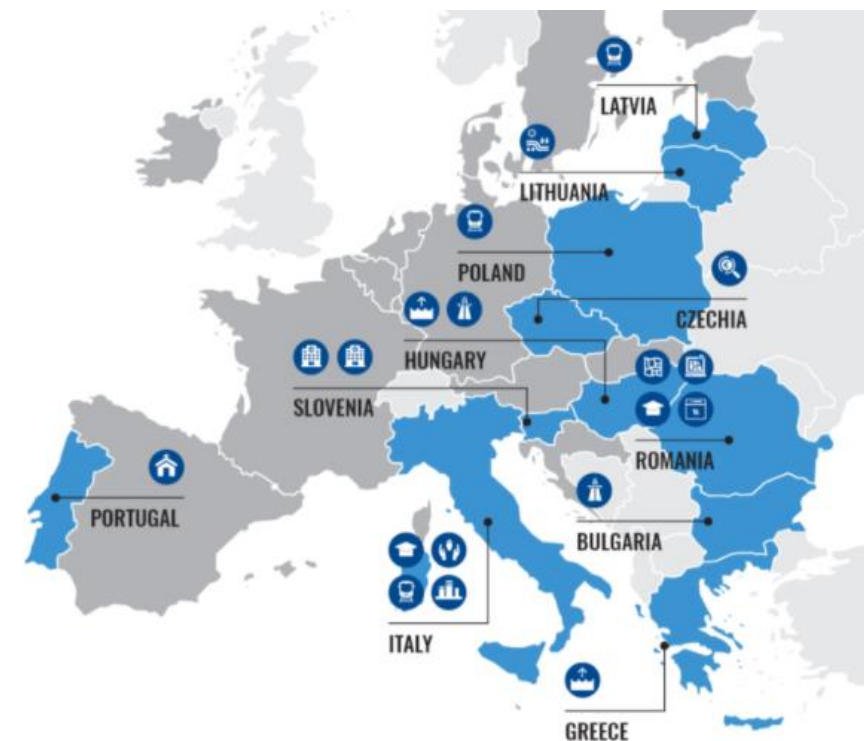 LATVIA
LITHUANIA
POLAND
CZECHIA
HUNGARY
SLOVENIA
ROMANIA
PORTUGAL
BULGARIA
ITALY
GREECE